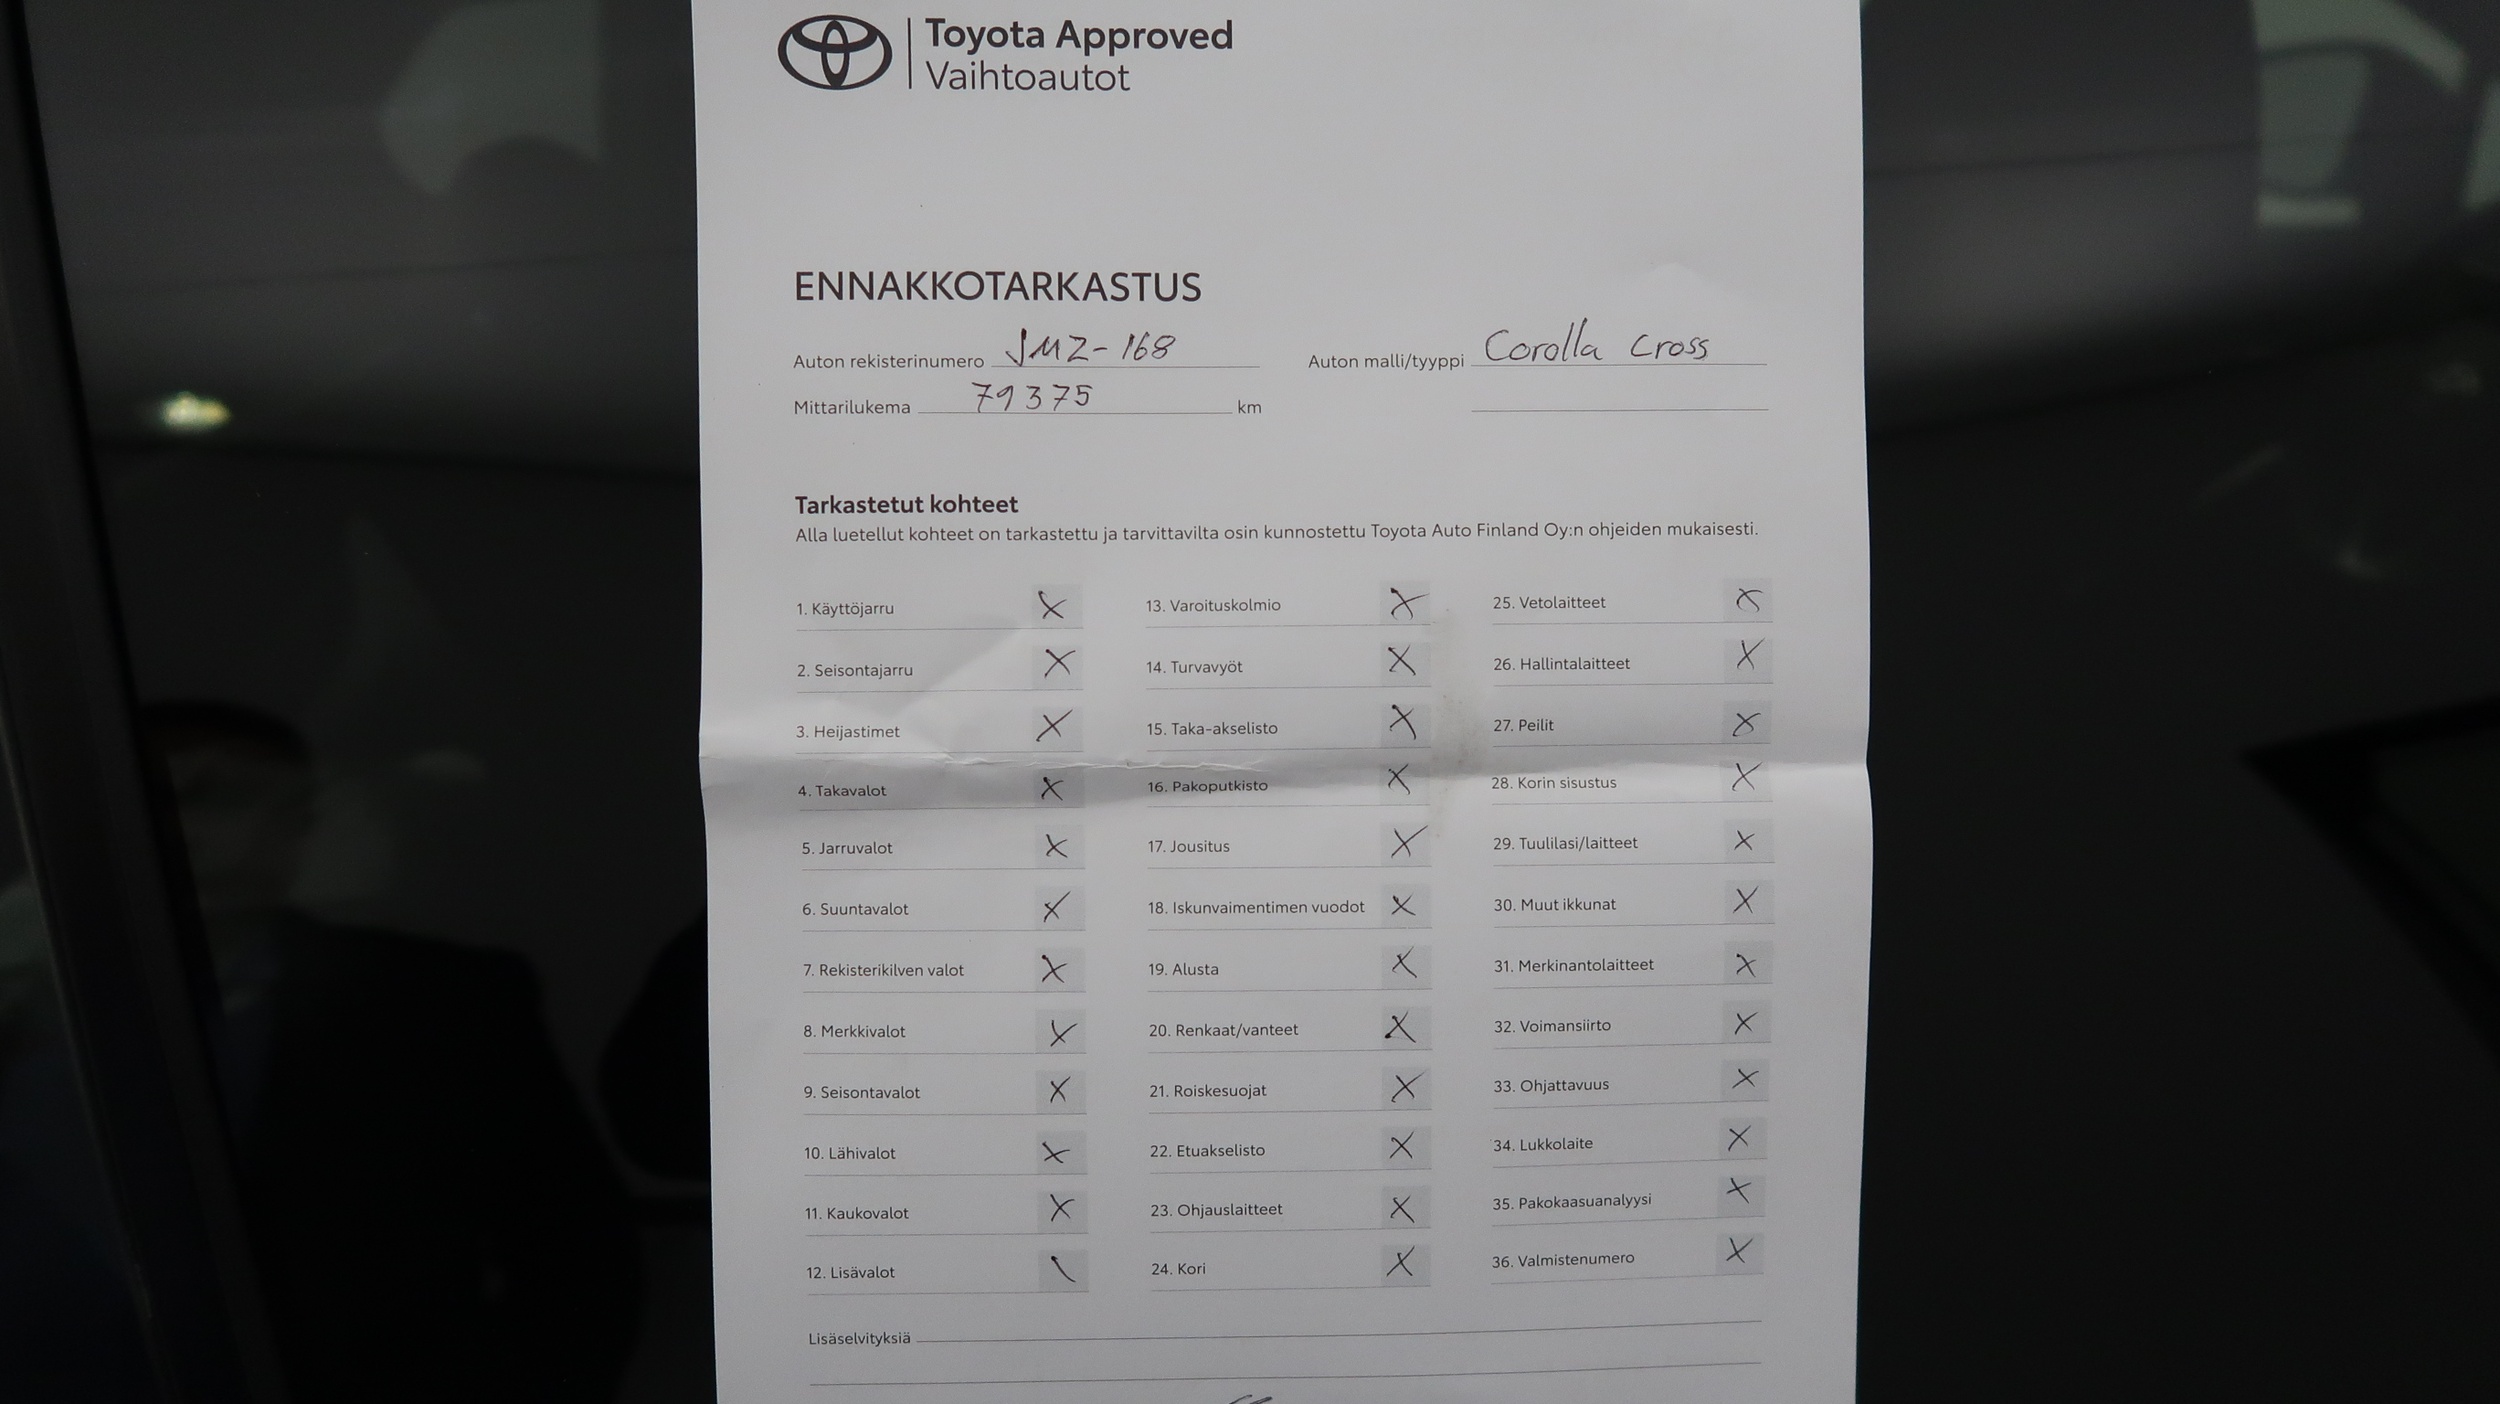 Toyota Approved
Vaihtoautot
ENNAKKOTARKASTUS
Auton rekisterinumero JMZ-168
Auton malli/tyyppi Corolla Cross
Mittarilukema 79375 km
Tarkastetut kohteet
Alla luetellut kohteet on tarkastettu ja tarvittavilta osin kunnostettu Toyota Auto Finland Oy:n ohjeiden mukaisesti.
1. Käyttöjarru X
2. Seisontajarru X
3. Heijastimet X
4. Takavalot X
5. Jarruvalot X
6. Suuntavalot X
7. Rekisterikilven valot X
8. Merkkivalot X
9. Seisontavalot X
10. Lähivalot X
11. Kaukovalot X
12. Lisävalot \
13. Varoituskolmio X
14. Turvavyöt X
15. Taka-akselisto X
16. Pakoputkisto X
17. Jousitus X
18. Iskunvaimentimen vuodot X
19. Alusta X
20. Renkaat/vanteet X
21. Roiskesuojat X
22. Etuakselisto X
23. Ohjauslaitteet X
24. Kori X
25. Vetolaitteet X
26. Hallintalaitteet X
27. Peilit X
28. Korin sisustus X
29. Tuulilasi/laitteet X
30. Muut ikkunat X
31. Merkinantolaitteet X
32. Voimansiirto X
33. Ohjattavuus X
34. Lukkolaite X
35. Pakokaasuanalyysi X
36. Valmistenumero X
Lisäselvityksiä